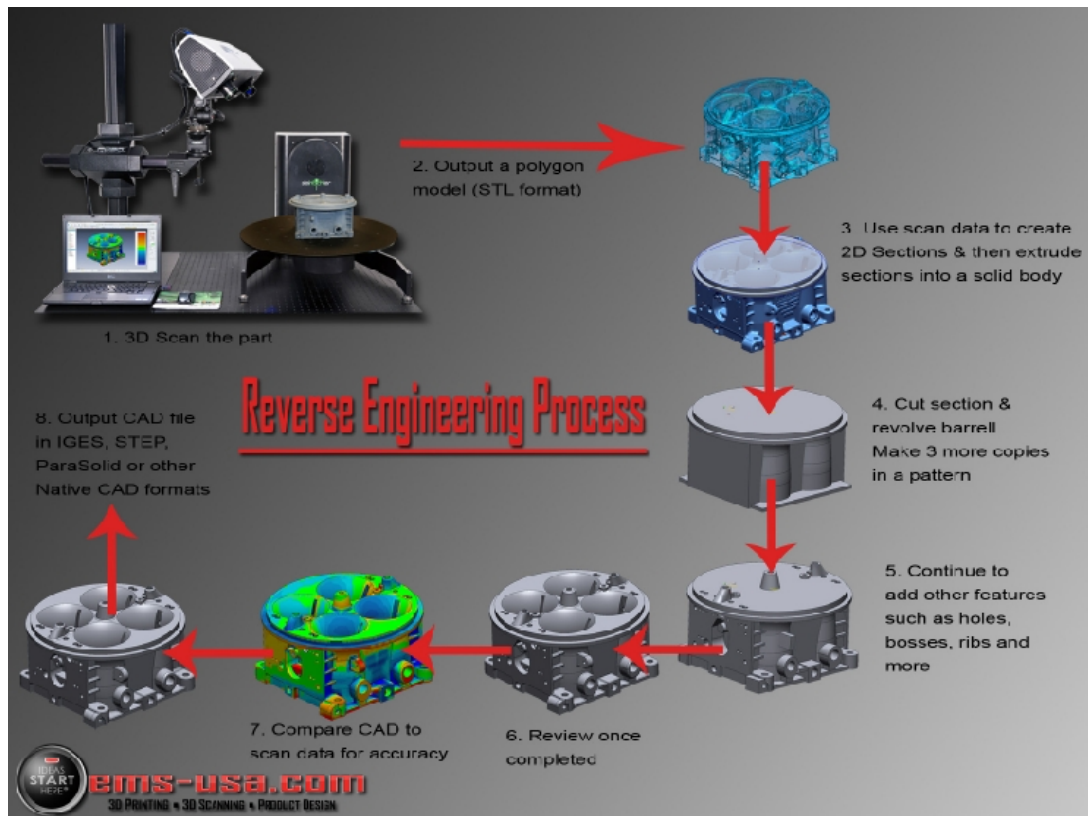 1. 3D Scan the part
2. Output a polygon
model (STL format)
3. Use scan data to create
2D Sections & then extrude
sections into a solid body
4. Cut section &
revolve barrell
Make 3 more copies
in a pattern
5. Continue to
add other features
such as holes,
bosses, ribs and
more
6. Review once
completed
7. Compare CAD to
scan data for accuracy
8. Output CAD file
in IGES, STEP,
ParaSolid or other
Native CAD formats
Reverse Engineering Process
IDEAS
START
HERE
ems-usa.com
3D Printing • 3D Scanning • Product Design